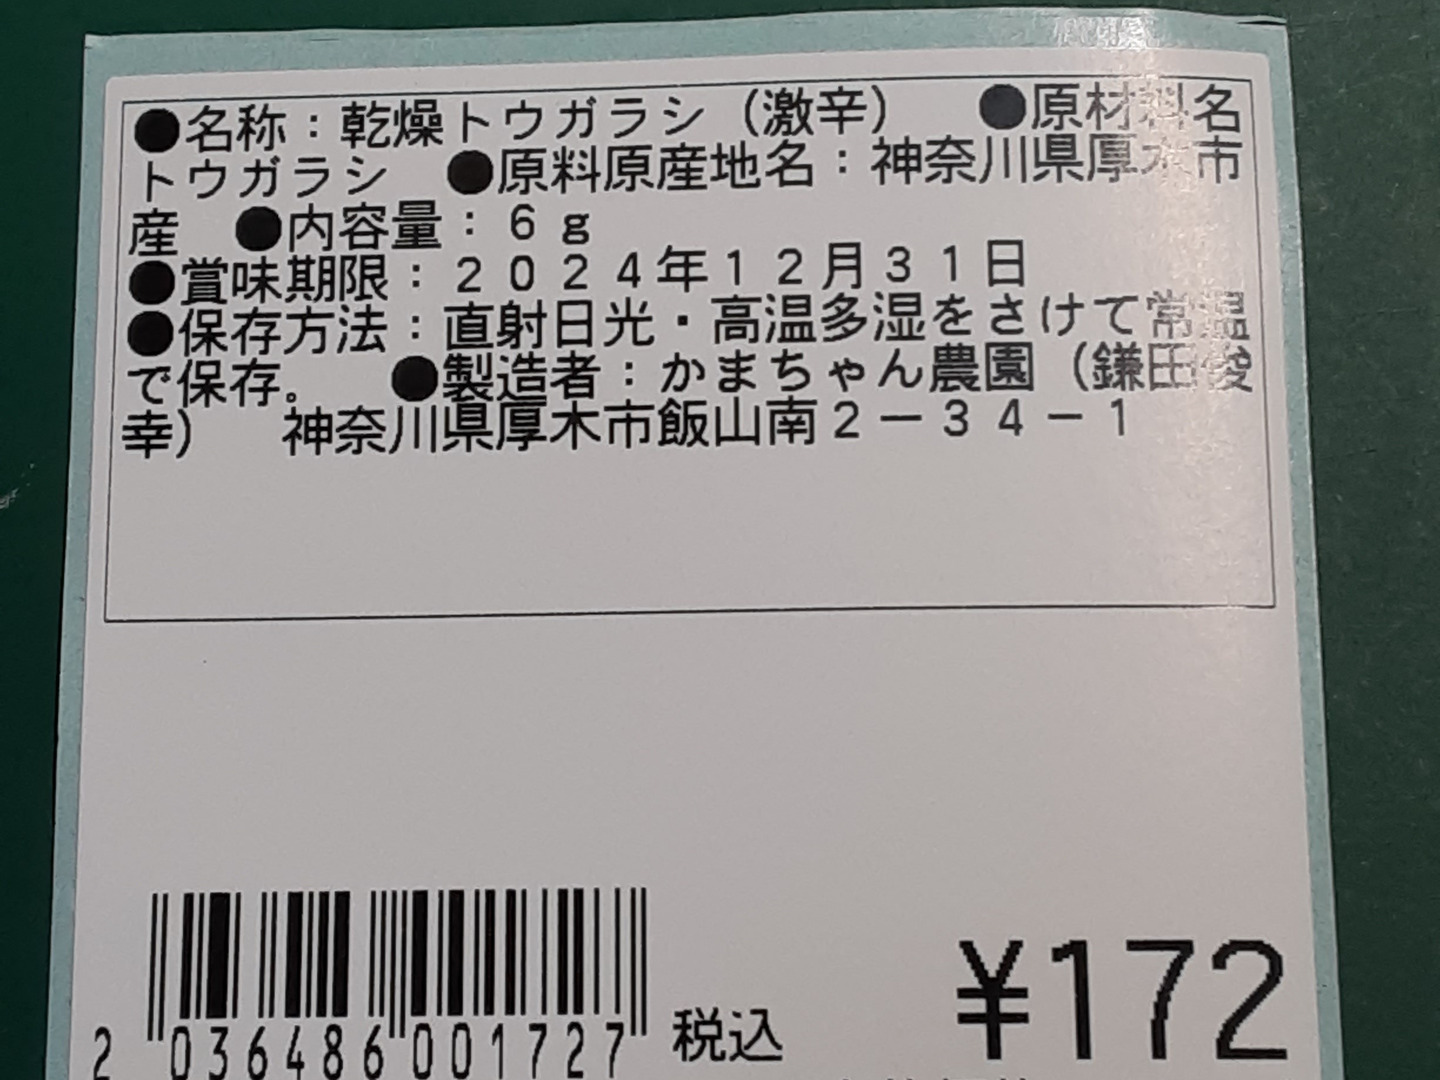 ●名称：乾燥トウガラシ（激辛）　●原材料名
トウガラシ　●原料原産地名：神奈川県厚木市
産　●内容量：６ｇ
●賞味期限：２０２４年１２月３１日
●保存方法：直射日光・高温多湿をさけて常温
で保存。　●製造者：かまちゃん農園（鎌田俊
幸）　神奈川県厚木市飯山南２－３４－１
¥172
税込
2 036486 001727